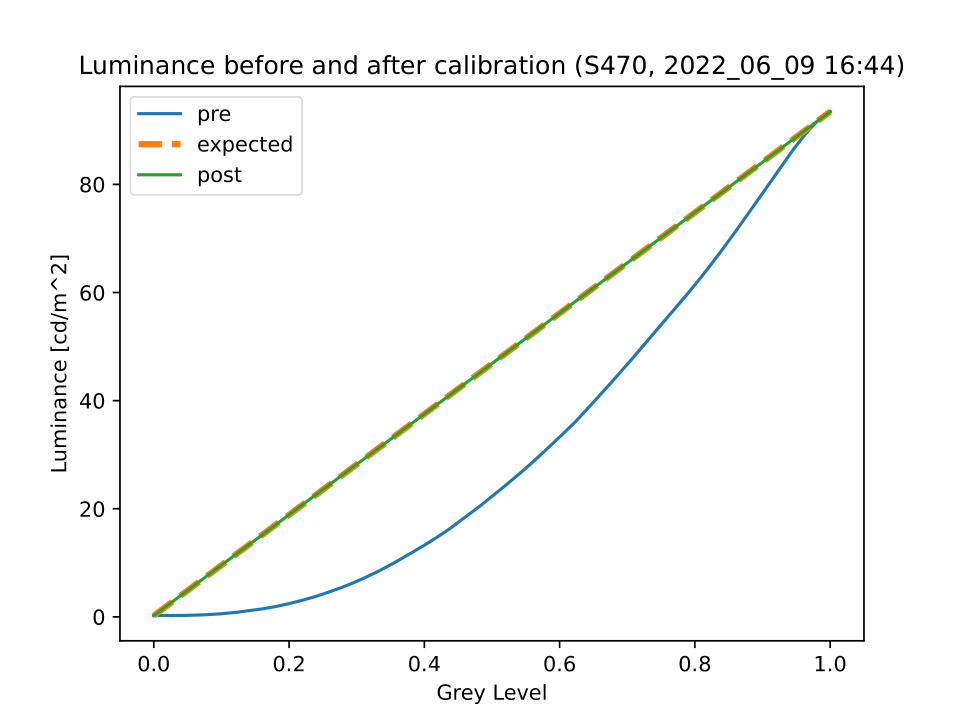 Luminance before and after calibration (S470, 2022_06_09 16:44)
pre
expected
post
80
60
40
20
0
Luminance [cd/m^2]
0.0 0.2 0.4 0.6 0.8 1.0
Grey Level